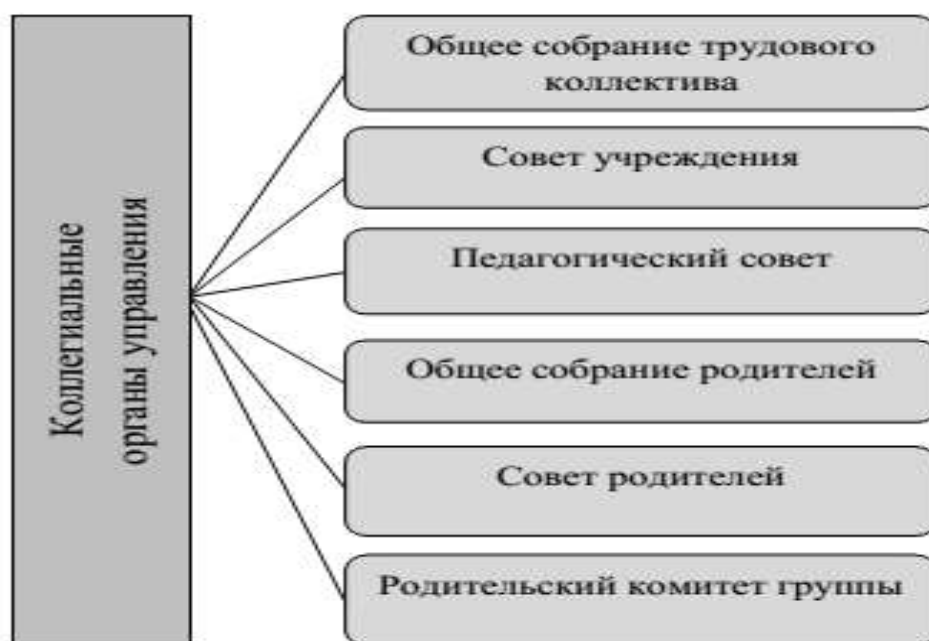 Коллегиальные
органы управления
Общее собрание трудового
коллектива
Совет учреждения
Педагогический совет
Общее собрание родителей
Совет родителей
Родительский комитет группы